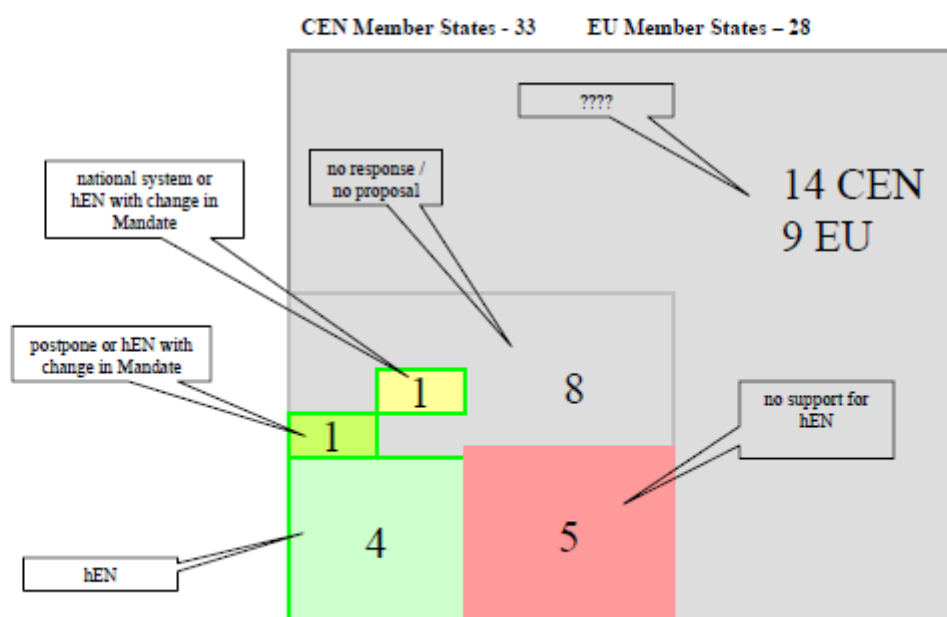 CEN Member States - 33 EU Member States – 28
????
national system or
hEN with change in
Mandate
no response /
no proposal
14 CEN
9 EU
postpone or hEN with
change in Mandate
1
8
no support for
hEN
1
4
5
hEN